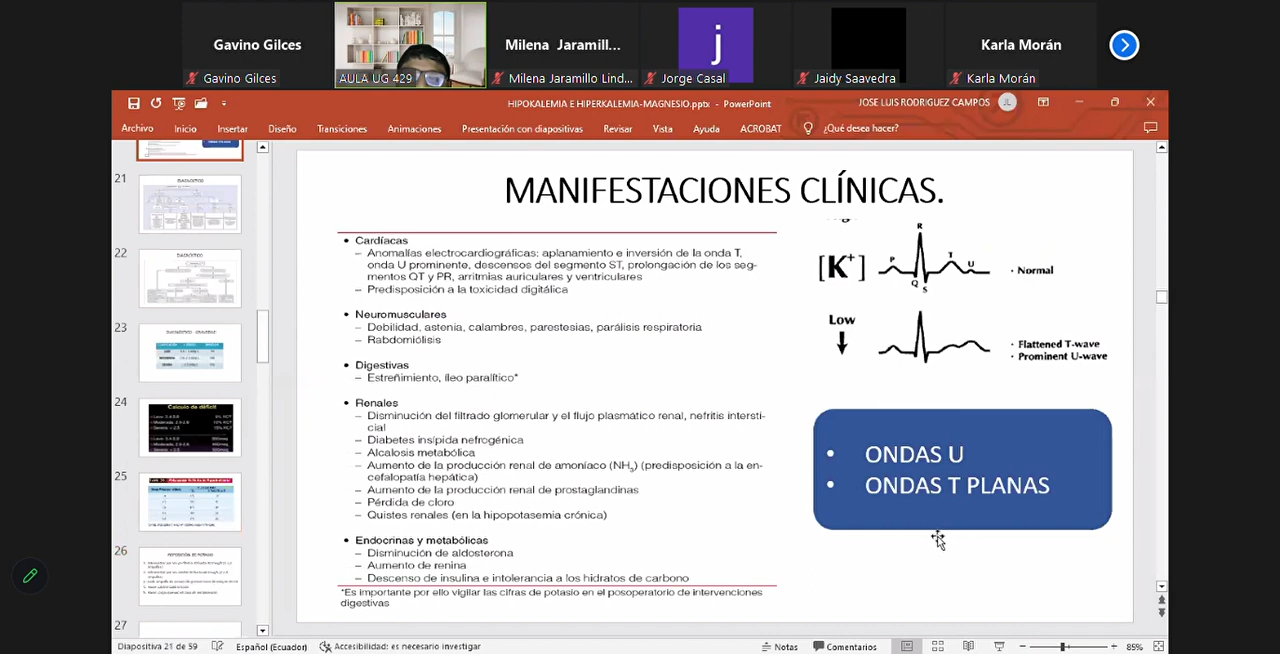 Gavino Gilces
Milena Jaramill...
j
Karla Morán
Gavino Gilces
AULA UG 429
Milena Jaramillo Lind...
Jorge Casal
Jaidy Saavedra
Karla Morán
HIPOKALEMIA E HIPERKALEMIA-MAGNESIO.pptx - PowerPoint
JOSE LUIS RODRIGUEZ CAMPOS
JL
Archivo Inicio Insertar Diseño Transiciones Animaciones Presentación con diapositivas Revisar Vista Ayuda ACROBAT ¿Qué desea hacer?
21
DIAGNOSTICO
22
DIAGNOSTICO
23
24
Calculo de déficit
25
26
REPOSICION DE POTASIO
27
MANIFESTACIONES CLÍNICAS.
• Cardíacas
– Anomalías electrocardiográficas: aplanamiento e inversión de la onda T,
onda U prominente, descensos del segmento ST, prolongación de los seg-
mentos QT y PR, arritmias auriculares y ventriculares
– Predisposición a la toxicidad digitálica
• Neuromusculares
– Debilidad, astenia, calambres, parestesias, parálisis respiratoria
– Rabdomiólisis
• Digestivas
– Estreñimiento, íleo paralítico*
• Renales
– Disminución del filtrado glomerular y el flujo plasmático renal, nefritis intersti-
cial
– Diabetes insípida nefrogénica
– Alcalosis metabólica
– Aumento de la producción renal de amoníaco (NH3) (predisposición a la en-
cefalopatía hepática)
– Aumento de la producción renal de prostaglandinas
– Pérdida de cloro
– Quistes renales (en la hipopotasemia crónica)
• Endocrinas y metabólicas
– Disminución de aldosterona
– Aumento de renina
– Descenso de insulina e intolerancia a los hidratos de carbono
*Es importante por ello vigilar las cifras de potasio en el posoperatorio de intervenciones
digestivas
[K+]
R
P
T
U
Q
S
· Normal
Low
· Flattened T-wave
· Prominent U-wave
• ONDAS U
• ONDAS T PLANAS
Diapositiva 21 de 59 Español (Ecuador) Accesibilidad: es necesario investigar Notas Comentarios 85%